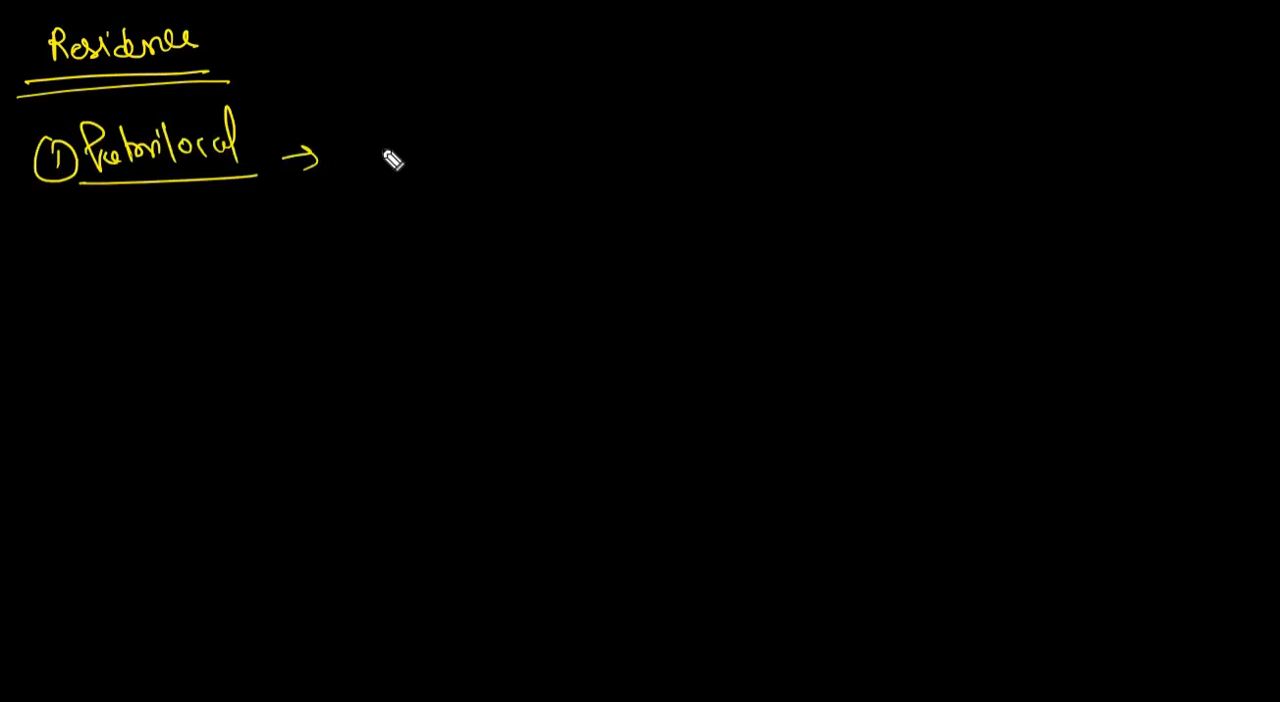 Residence
① Patrilocal →